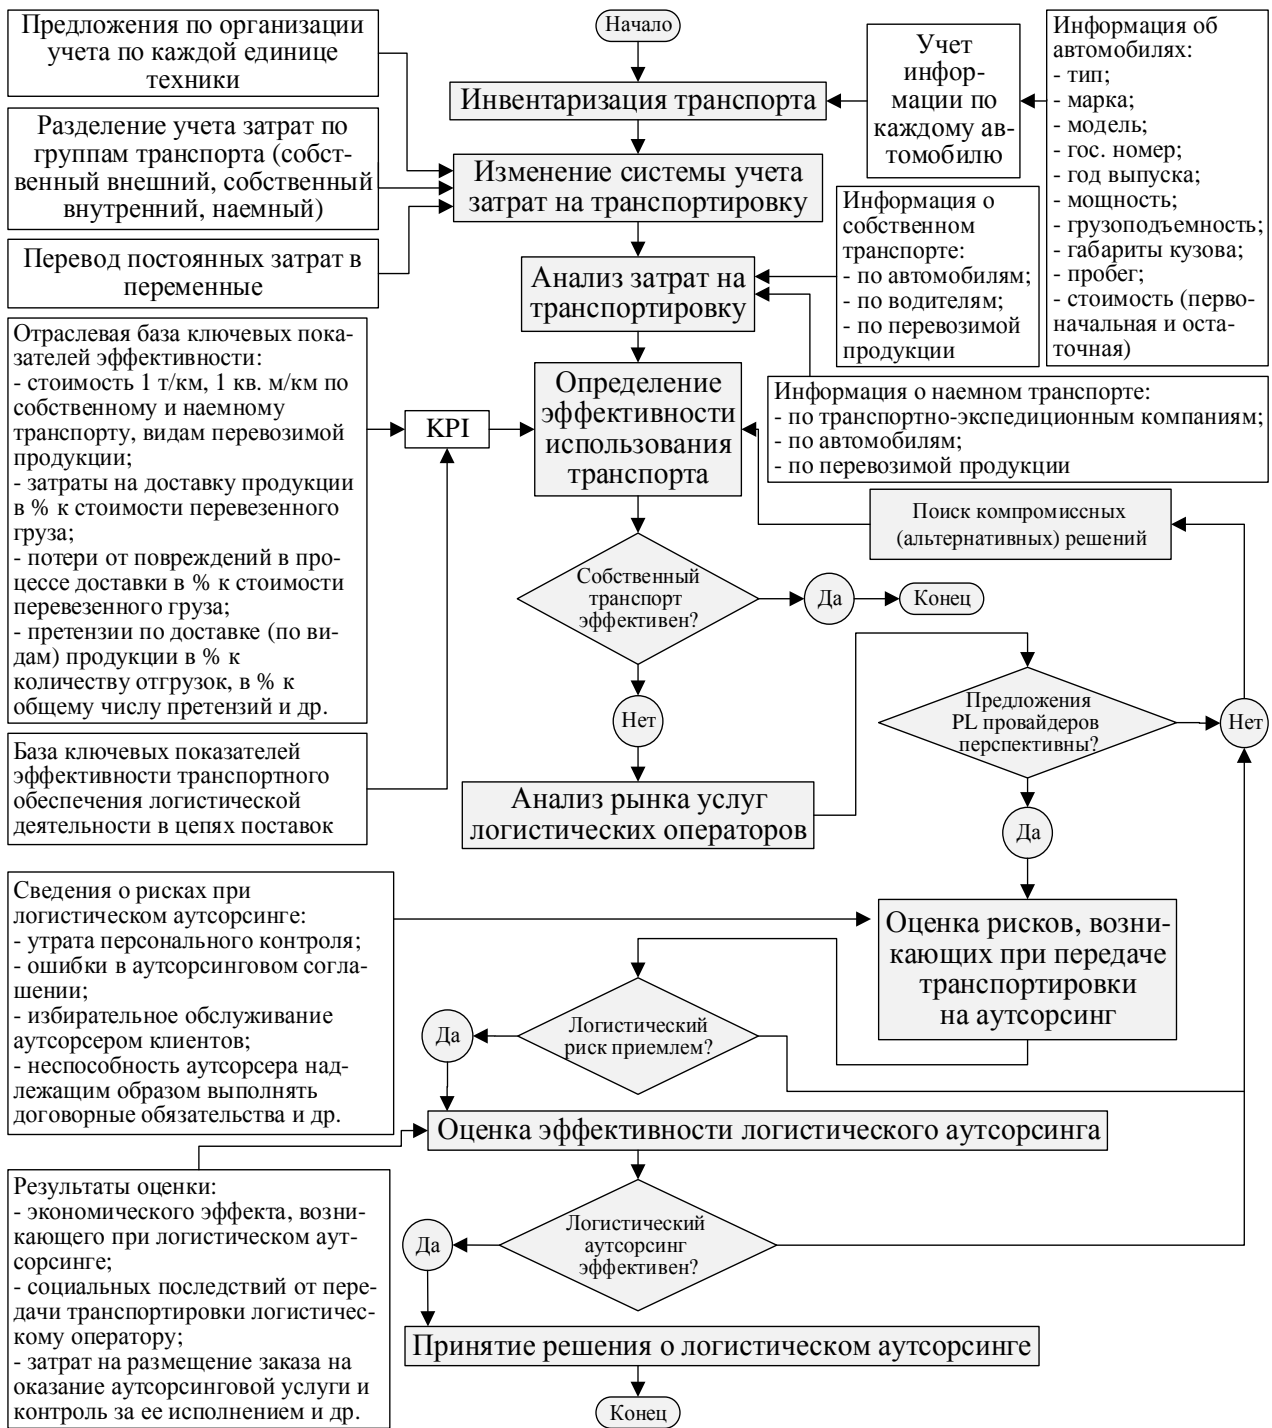 Начало
Предложения по организации
учета по каждой единице
техники
Инвентаризация транспорта
Учет
инфор-
мации по
каждому ав-
томобилю
Информация об
автомобилях:
- тип;
- марка;
- модель;
- гос. номер;
- год выпуска;
- мощность;
- грузоподъемность;
- габариты кузова;
- пробег;
- стоимость (перво-
начальная и оста-
точная)
Разделение учета затрат по
группам транспорта (собст-
венный внешний, собственный
внутренний, наемный)
Изменение системы учета
затрат на транспортировку
Информация о
собственном
транспорте:
- по автомобилям;
- по водителям;
- по перевозимой
продукции
Перевод постоянных затрат в
переменные
Анализ затрат на
транспортировку
Отраслевая база ключевых пока-
зателей эффективности:
- стоимость 1 т/км, 1 кв. м/км по
собственному и наемному
транспорту, видам перевозимой
продукции;
- затраты на доставку продукции
в % к стоимости перевезенного
груза;
- потери от повреждений в про-
цессе доставки в % к стоимости
перевезенного груза;
- претензии по доставке (по ви-
дам) продукции в % к
количеству отгрузок, в % к
общему числу претензий и др.
KPI
Определение
эффективности
использования
транспорта
Информация о наемном транспорте:
- по транспортно-экспедиционным компаниям;
- по автомобилям;
- по перевозимой продукции
Поиск компромиссных
(альтернативных) решений
Собственный
транспорт
эффективен?
Да
Конец
Нет
Предложения
PL провайдеров
перспективны?
Нет
База ключевых показателей
эффективности транспортного
обеспечения логистической
деятельности в цепях поставок
Анализ рынка услуг
логистических операторов
Да
Сведения о рисках при
логистическом аутсорсинге:
- утрата персонального контроля;
- ошибки в аутсорсинговом согла-
шении;
- избирательное обслуживание
аутсорсером клиентов;
- неспособность аутсорсера над-
лежащим образом выполнять
договорные обязательства и др.
Оценка рисков, возни-
кающих при передаче
транспортировки
на аутсорсинг
Да
Логистический
риск приемлем?
Оценка эффективности логистического аутсорсинга
Результаты оценки:
- экономического эффекта, возни-
кающего при логистическом аут-
сорсинге;
- социальных последствий от пере-
дачи транспортировки логистичес-
кому оператору;
- затрат на размещение заказа на
оказание аутсорсинговой услуги и
контроль за ее исполнением и др.
Да
Логистический
аутсорсинг
эффективен?
Принятие решения о логистическом аутсорсинге
Конец